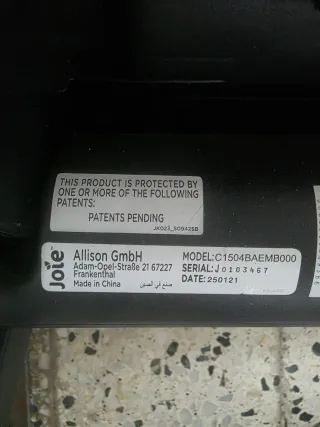 THIS PRODUCT IS PROTECTED BY
ONE OR MORE OF THE FOLLOWING
PATENTS:
PATENTS PENDING
Joie
Allison GmbH
Adam-Opel-Straße 21 67227
Frankenthal
Made in China صنع في الصين
MODEL:C1504BAEMB000
SERIAL: J0103467
DATE: 250121